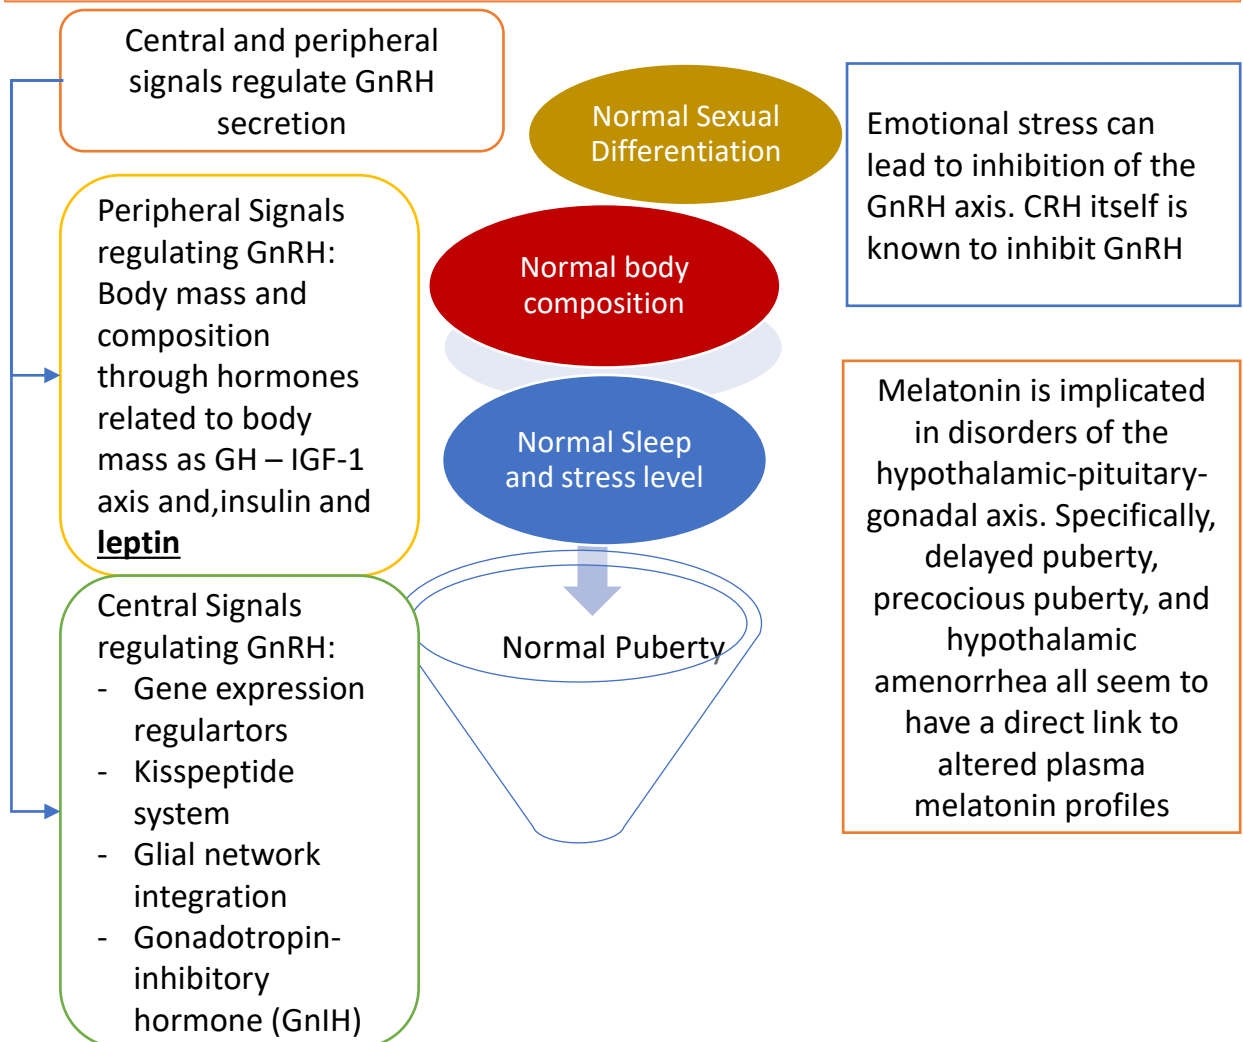 Central and peripheral
signals regulate GnRH
secretion
Peripheral Signals
regulating GnRH:
Body mass and
composition
through hormones
related to body
mass as GH – IGF-1
axis and,insulin and
leptin
Central Signals
regulating GnRH:
- Gene expression
regulartors
- Kisspeptide
system
- Glial network
integration
- Gonadotropin-
inhibitory
hormone (GnIH)
Normal Sexual
Differentiation
Normal body
composition
Normal Sleep
and stress level
Normal Puberty
Emotional stress can
lead to inhibition of the
GnRH axis. CRH itself is
known to inhibit GnRH
Melatonin is implicated
in disorders of the
hypothalamic-pituitary-
gonadal axis. Specifically,
delayed puberty,
precocious puberty, and
hypothalamic
amenorrhea all seem to
have a direct link to
altered plasma
melatonin profiles